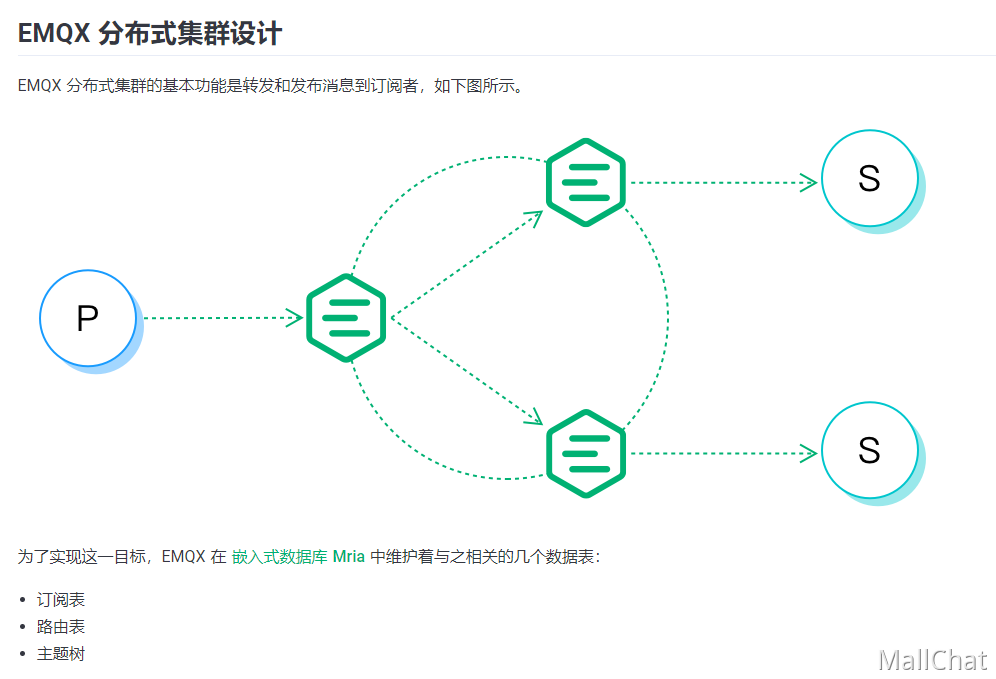 EMQX 分布式集群设计
EMQX 分布式集群的基本功能是转发和发布消息到订阅者，如下图所示。
S
P
S
为了实现这一目标，EMQX 在 嵌入式数据库 Mria 中维护着与之相关的几个数据表：
• 订阅表
• 路由表
• 主题树
MallChat